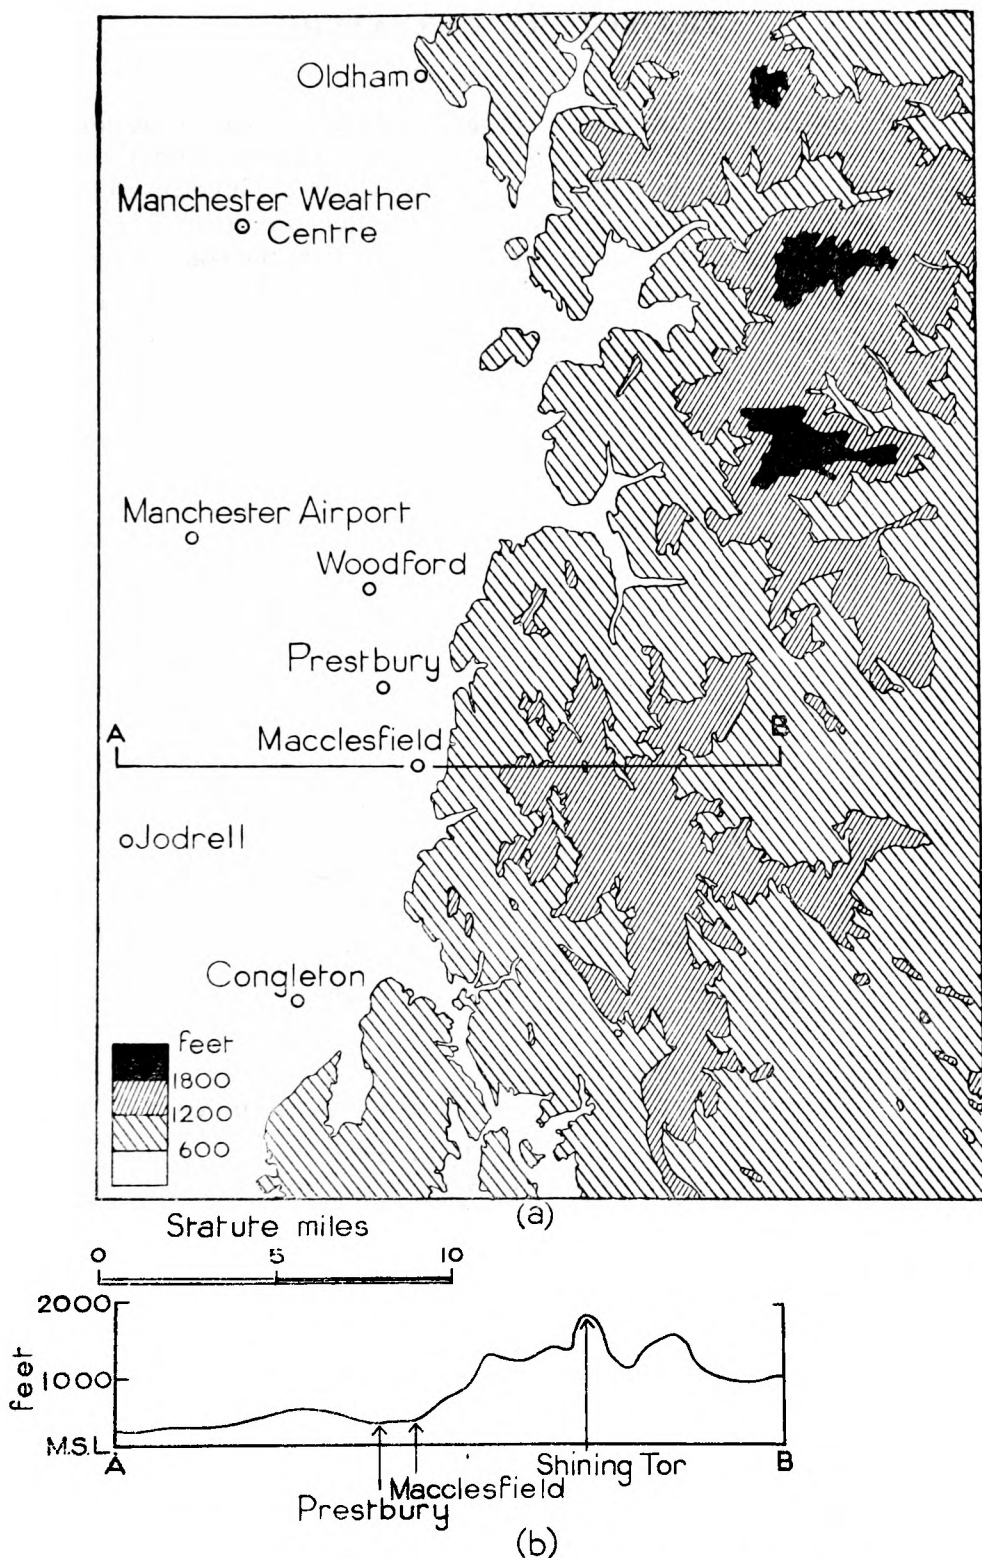 Oldham
Manchester Weather
Centre
Manchester Airport
Woodford
Prestbury
A
Macclesfield
B
Jodrell
Congleton
feet
1800
1200
600
(a)
Statute miles
0 5 10
2000
1000
feet
M.S.L.
A
Shining Tor
B
Macclesfield
Prestbury
(b)